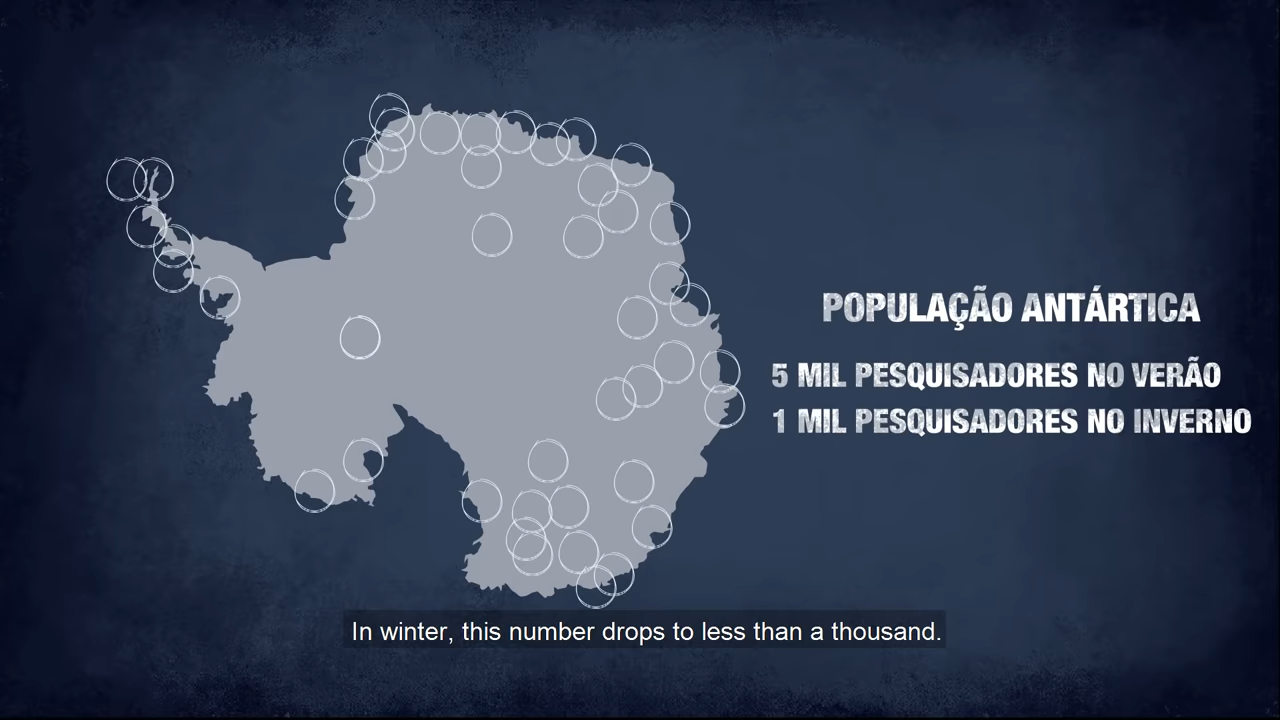 POPULAÇÃO ANTÁRTICA
5 MIL PESQUISADORES NO VERÃO
1 MIL PESQUISADORES NO INVERNO
In winter, this number drops to less than a thousand.